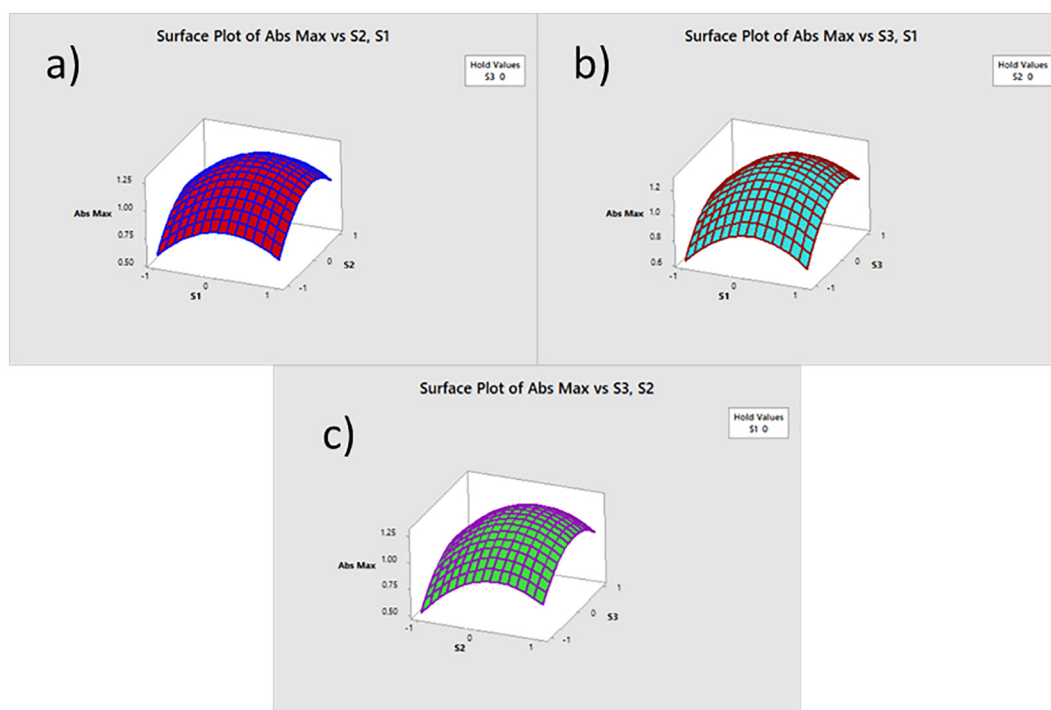 Surface Plot of Abs Max vs S2, S1
a)
Hold Values
S3 0
1.25
1.00
Abs Max
0.75
0.50
-1
0
S1
1
-1
0
S2
1
Surface Plot of Abs Max vs S3, S1
b)
Hold Values
S2 0
1.2
Abs Max
1.0
0.8
0.6
-1
0
S1
1
-1
0
S3
1
Surface Plot of Abs Max vs S3, S2
c)
Hold Values
S1 0
1.25
1.00
Abs Max
0.75
0.50
-1
0
S2
1
-1
0
S3
1